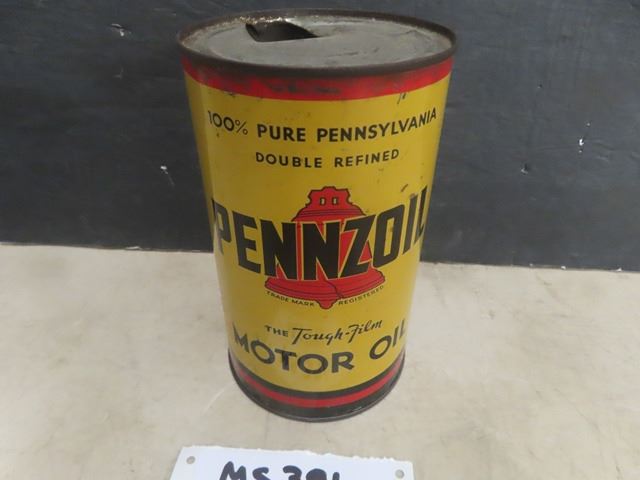 100% PURE PENNSYLVANIA
DOUBLE REFINED
PENNZOIL
TRADE MARK REGISTERED
THE Tough-Film
MOTOR OIL